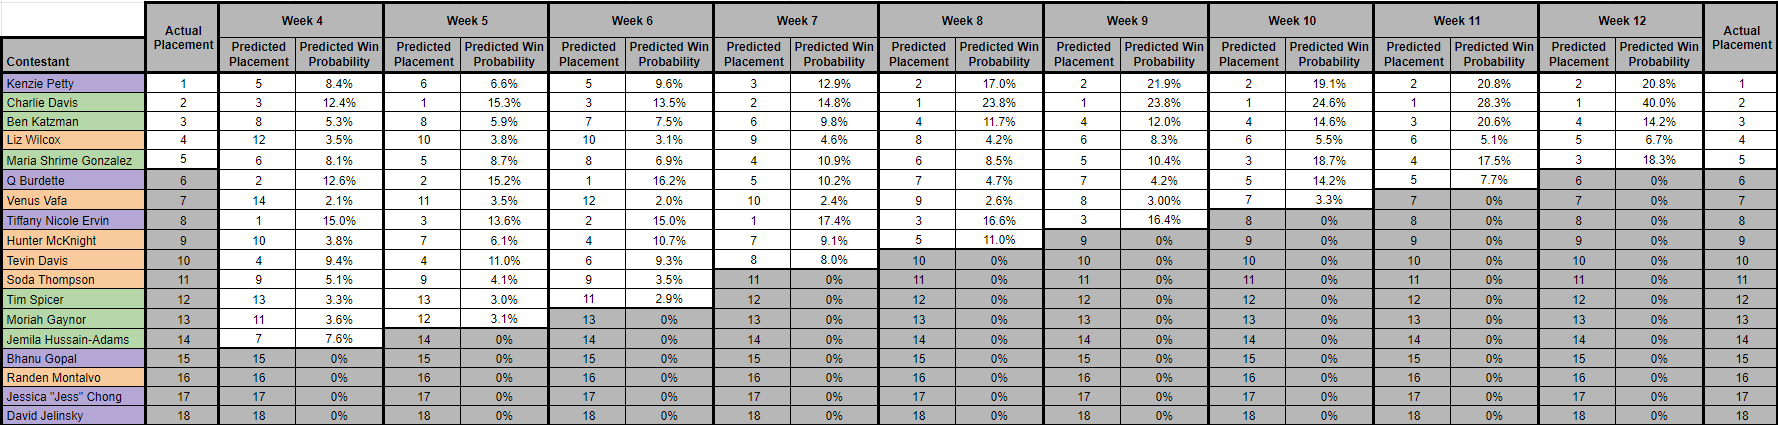 Week 4 Week 5 Week 6 Week 7 Week 8 Week 9 Week 10 Week 11 Week 12
Contestant Actual Placement Predicted Placement Predicted Win Probability Predicted Placement Predicted Win Probability Predicted Placement Predicted Win Probability Predicted Placement Predicted Win Probability Predicted Placement Predicted Win Probability Predicted Placement Predicted Win Probability Predicted Placement Predicted Win Probability Predicted Placement Predicted Win Probability Predicted Placement Predicted Win Probability Actual Placement
Kenzie Petty 1 5 8.4% 6 6.6% 5 9.6% 3 12.9% 2 17.0% 2 21.9% 2 19.1% 2 20.8% 2 20.8% 1
Charlie Davis 2 3 12.4% 1 15.3% 3 13.5% 2 14.8% 1 23.8% 1 23.8% 1 24.6% 1 28.3% 1 40.0% 2
Ben Katzman 3 8 5.3% 8 5.9% 7 7.5% 6 9.8% 4 11.7% 4 12.0% 4 14.6% 3 20.6% 4 14.2% 3
Liz Wilcox 4 12 3.5% 10 3.8% 10 3.1% 9 4.6% 8 4.2% 6 8.3% 6 5.5% 6 5.1% 5 6.7% 4
Maria Shrime Gonzalez 5 6 8.1% 5 8.7% 8 6.9% 4 10.9% 6 8.5% 5 10.4% 3 18.7% 4 17.5% 3 18.3% 5
Q Burdette 6 2 12.6% 2 15.2% 1 16.2% 5 10.2% 7 4.7% 7 4.2% 5 14.2% 5 7.7% 6 0% 6
Venus Vafa 7 14 2.1% 11 3.5% 12 2.0% 10 2.4% 9 2.6% 8 3.00% 7 3.3% 7 0% 7 0% 7
Tiffany Nicole Ervin 8 1 15.0% 3 13.6% 2 15.0% 1 17.4% 3 16.6% 3 16.4% 8 0% 8 0% 8 0% 8
Hunter McKnight 9 10 3.8% 7 6.1% 4 10.7% 7 9.1% 5 11.0% 9 0% 9 0% 9 0% 9 0% 9
Tevin Davis 10 4 9.4% 4 11.0% 6 9.3% 8 8.0% 10 0% 10 0% 10 0% 10 0% 10 0% 10
Soda Thompson 11 9 5.1% 9 4.1% 9 3.5% 11 0% 11 0% 11 0% 11 0% 11 0% 11 0% 11
Tim Spicer 12 13 3.3% 13 3.0% 11 2.9% 12 0% 12 0% 12 0% 12 0% 12 0% 12 0% 12
Moriah Gaynor 13 11 3.6% 12 3.1% 13 0% 13 0% 13 0% 13 0% 13 0% 13 0% 13 0% 13
Jemila Hussain-Adams 14 7 7.6% 14 0% 14 0% 14 0% 14 0% 14 0% 14 0% 14 0% 14 0% 14
Bhanu Gopal 15 15 0% 15 0% 15 0% 15 0% 15 0% 15 0% 15 0% 15 0% 15 0% 15
Randen Montalvo 16 16 0% 16 0% 16 0% 16 0% 16 0% 16 0% 16 0% 16 0% 16 0% 16
Jessica "Jess" Chong 17 17 0% 17 0% 17 0% 17 0% 17 0% 17 0% 17 0% 17 0% 17 0% 17
David Jelinsky 18 18 0% 18 0% 18 0% 18 0% 18 0% 18 0% 18 0% 18 0% 18 0% 18